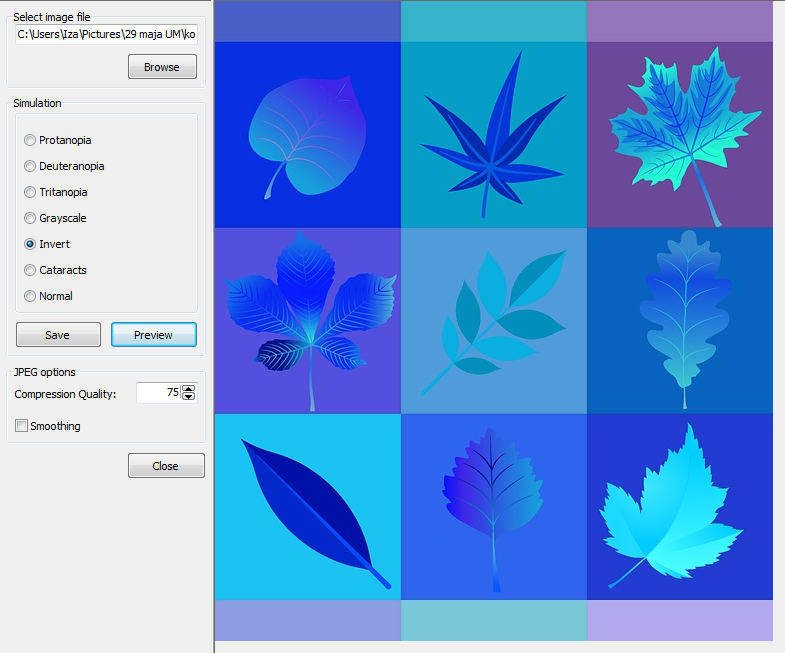 Select image file
C:\Users\Iza\Pictures\29 maja UM\ko
Browse
Simulation
Protanopia
Deuteranopia
Tritanopia
Grayscale
Invert
Cataracts
Normal
Save
Preview
JPEG options
Compression Quality:
75
Smoothing
Close